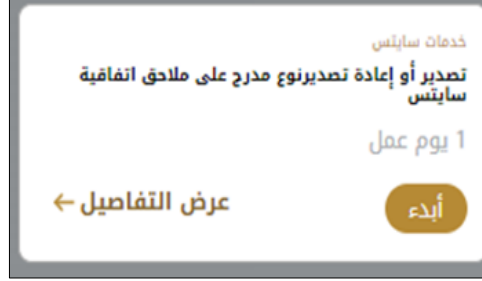 خدمات سايتس
تصدير أو إعادة تصديرنوع مدرج على ملاحق اتفاقية
سايتس
1 يوم عمل
أبدء
عرض التفاصيل ←